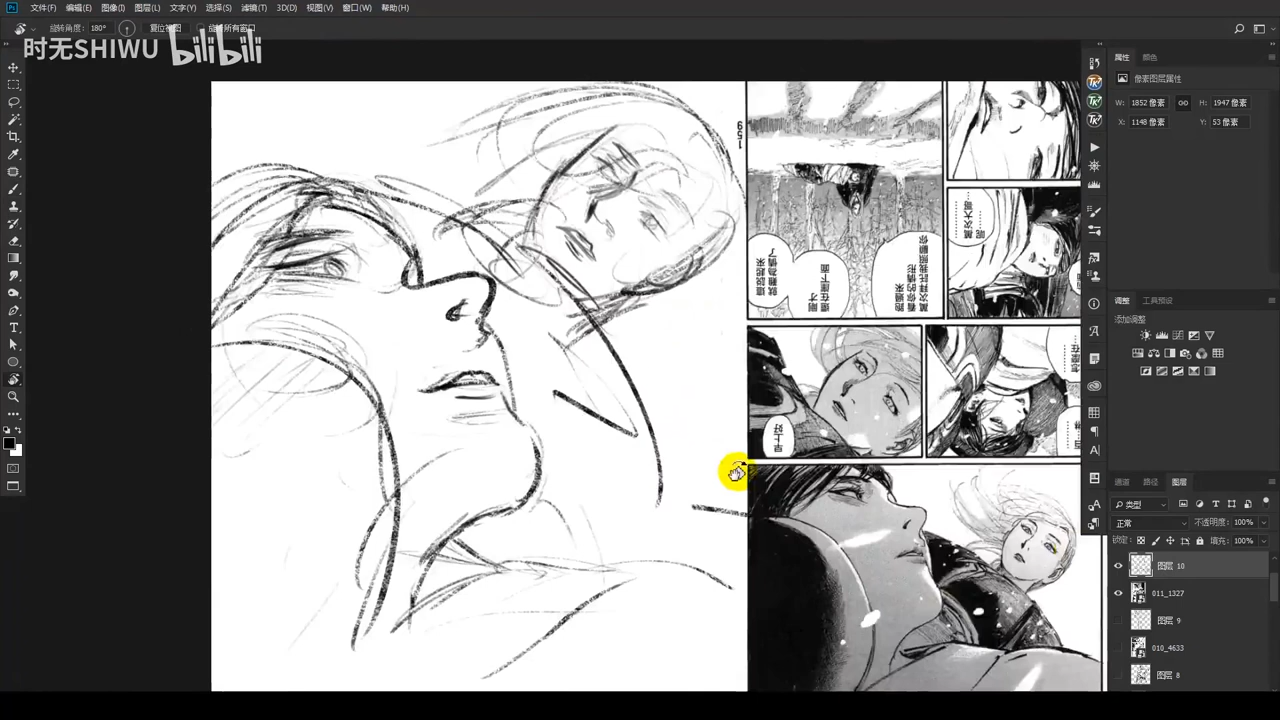 Ps 文件(F) 编辑(E) 图像(I) 图层(L) 文字(Y) 选择(S) 滤镜(T) 3D(D) 视图(V) 窗口(W) 帮助(H)
旋转角度: 180° 复位视图 旋转所有窗口
时无SHIWU bilibili
属性 颜色
像素图层属性
W: 1852 像素 H: 1947 像素
X: 1148 像素 Y: 53 像素
159
早上好
调整 工具预设
添加调整
通道 路径 图层
类型
正常 不透明度: 100%
锁定: 填充: 100%
图层 10
011_1327
图层 9
010_4633
图层 8